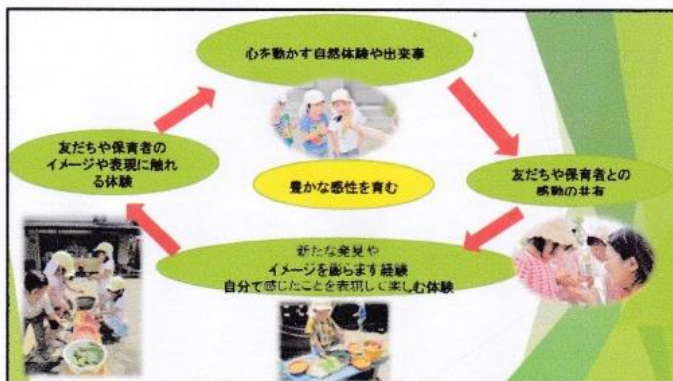 心を動かす自然体験や出来事
友だちや保育者の
イメージや表現に触れ
る体験
豊かな感性を育む
友だちや保育者との
感動の共有
新たな発見や
イメージを膨らます経験
自分で感じたことを表現して楽しむ体験